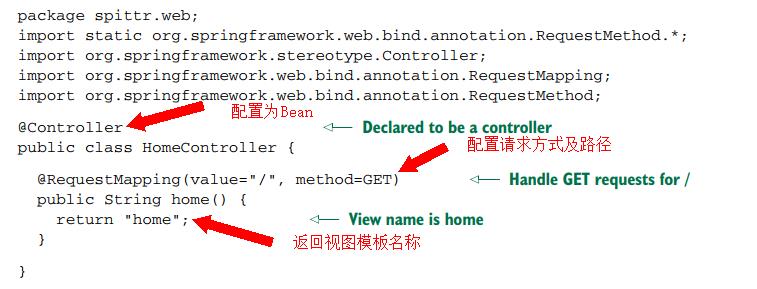 package spittr.web;
import static org.springframework.web.bind.annotation.RequestMethod.*;
import org.springframework.stereotype.Controller;
import org.springframework.web.bind.annotation.RequestMapping;
import org.springframework.web.bind.annotation.RequestMethod;
配置为Bean
@Controller Declared to be a controller
public class HomeController { 配置请求方式及路径
@RequestMapping(value="/", method=GET) Handle GET requests for /
public String home() {
return "home"; View name is home
} 返回视图模板名称
}